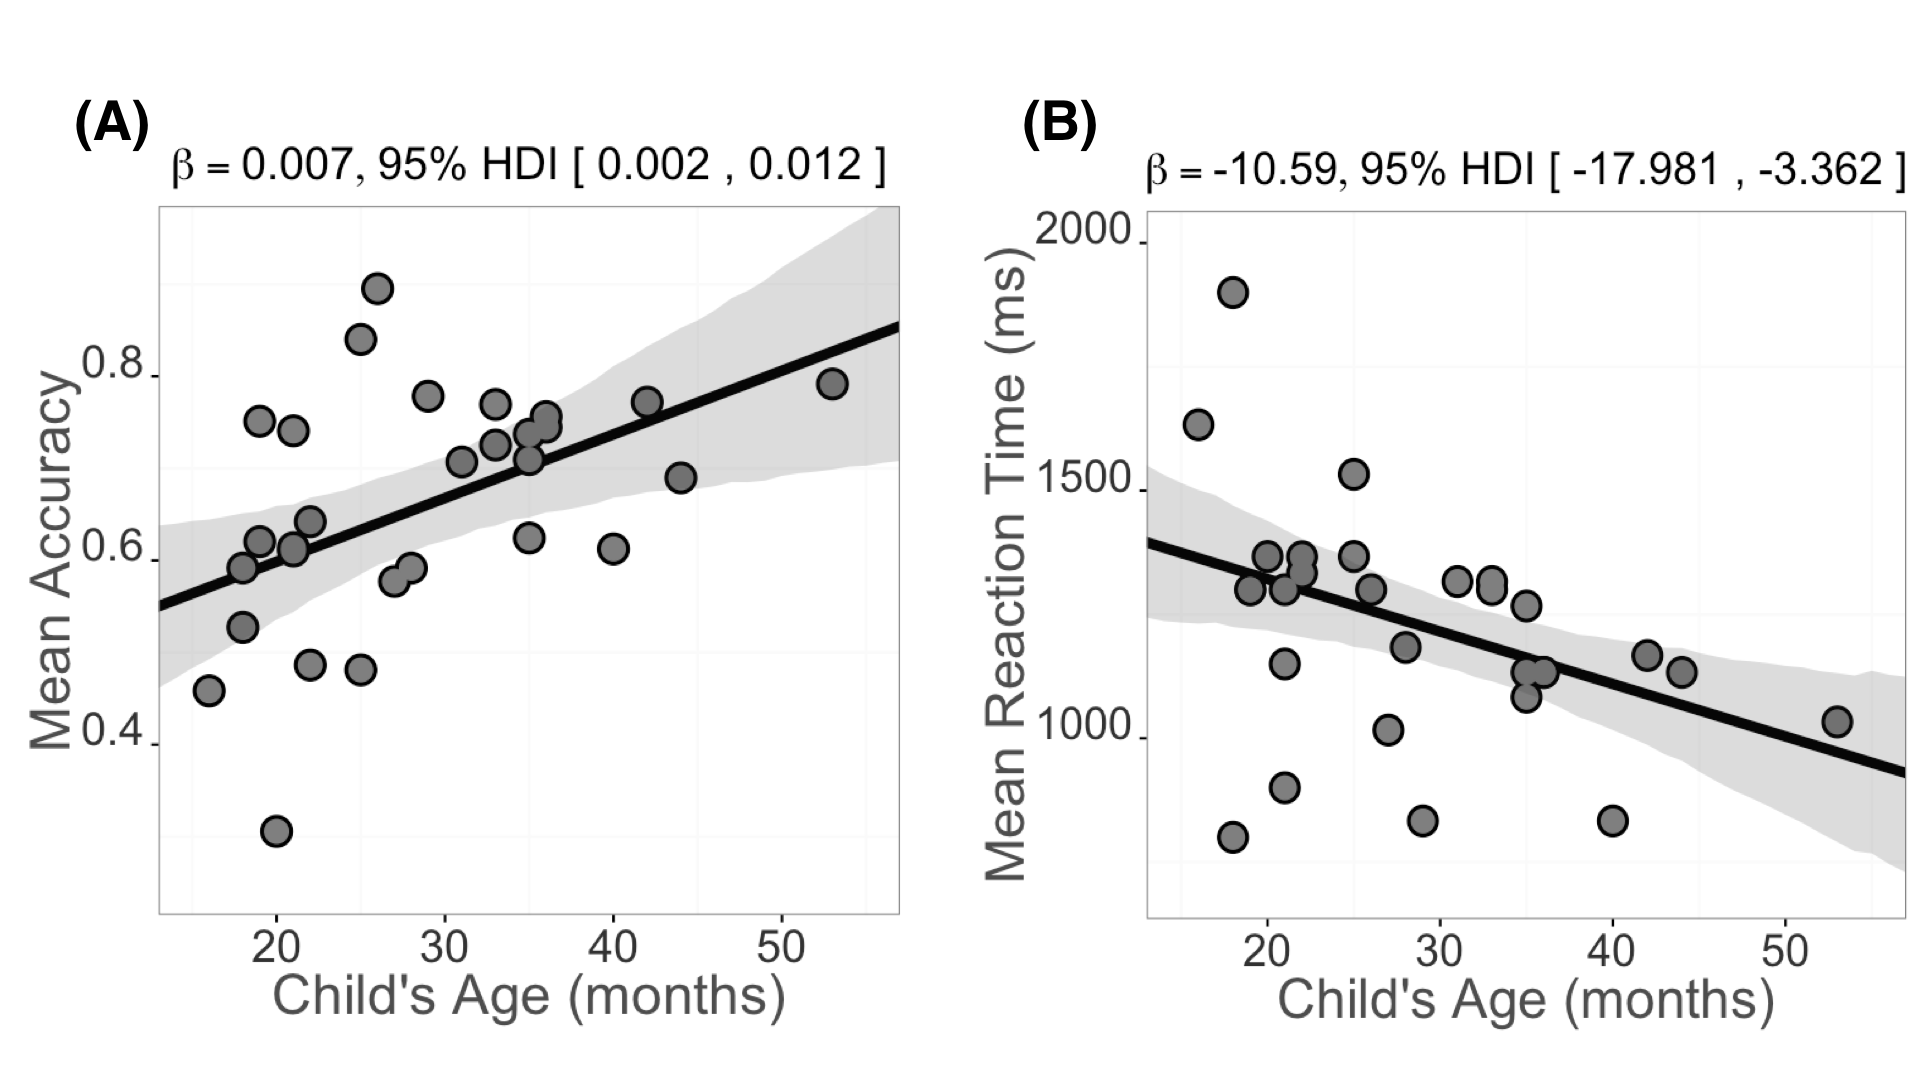 (A)
β = 0.007, 95% HDI [ 0.002 , 0.012 ]
Mean Accuracy
0.8
0.6
0.4
20 30 40 50
Child's Age (months)
(B)
β = -10.59, 95% HDI [ -17.981 , -3.362 ]
Mean Reaction Time (ms)
2000
1500
1000
20 30 40 50
Child's Age (months)